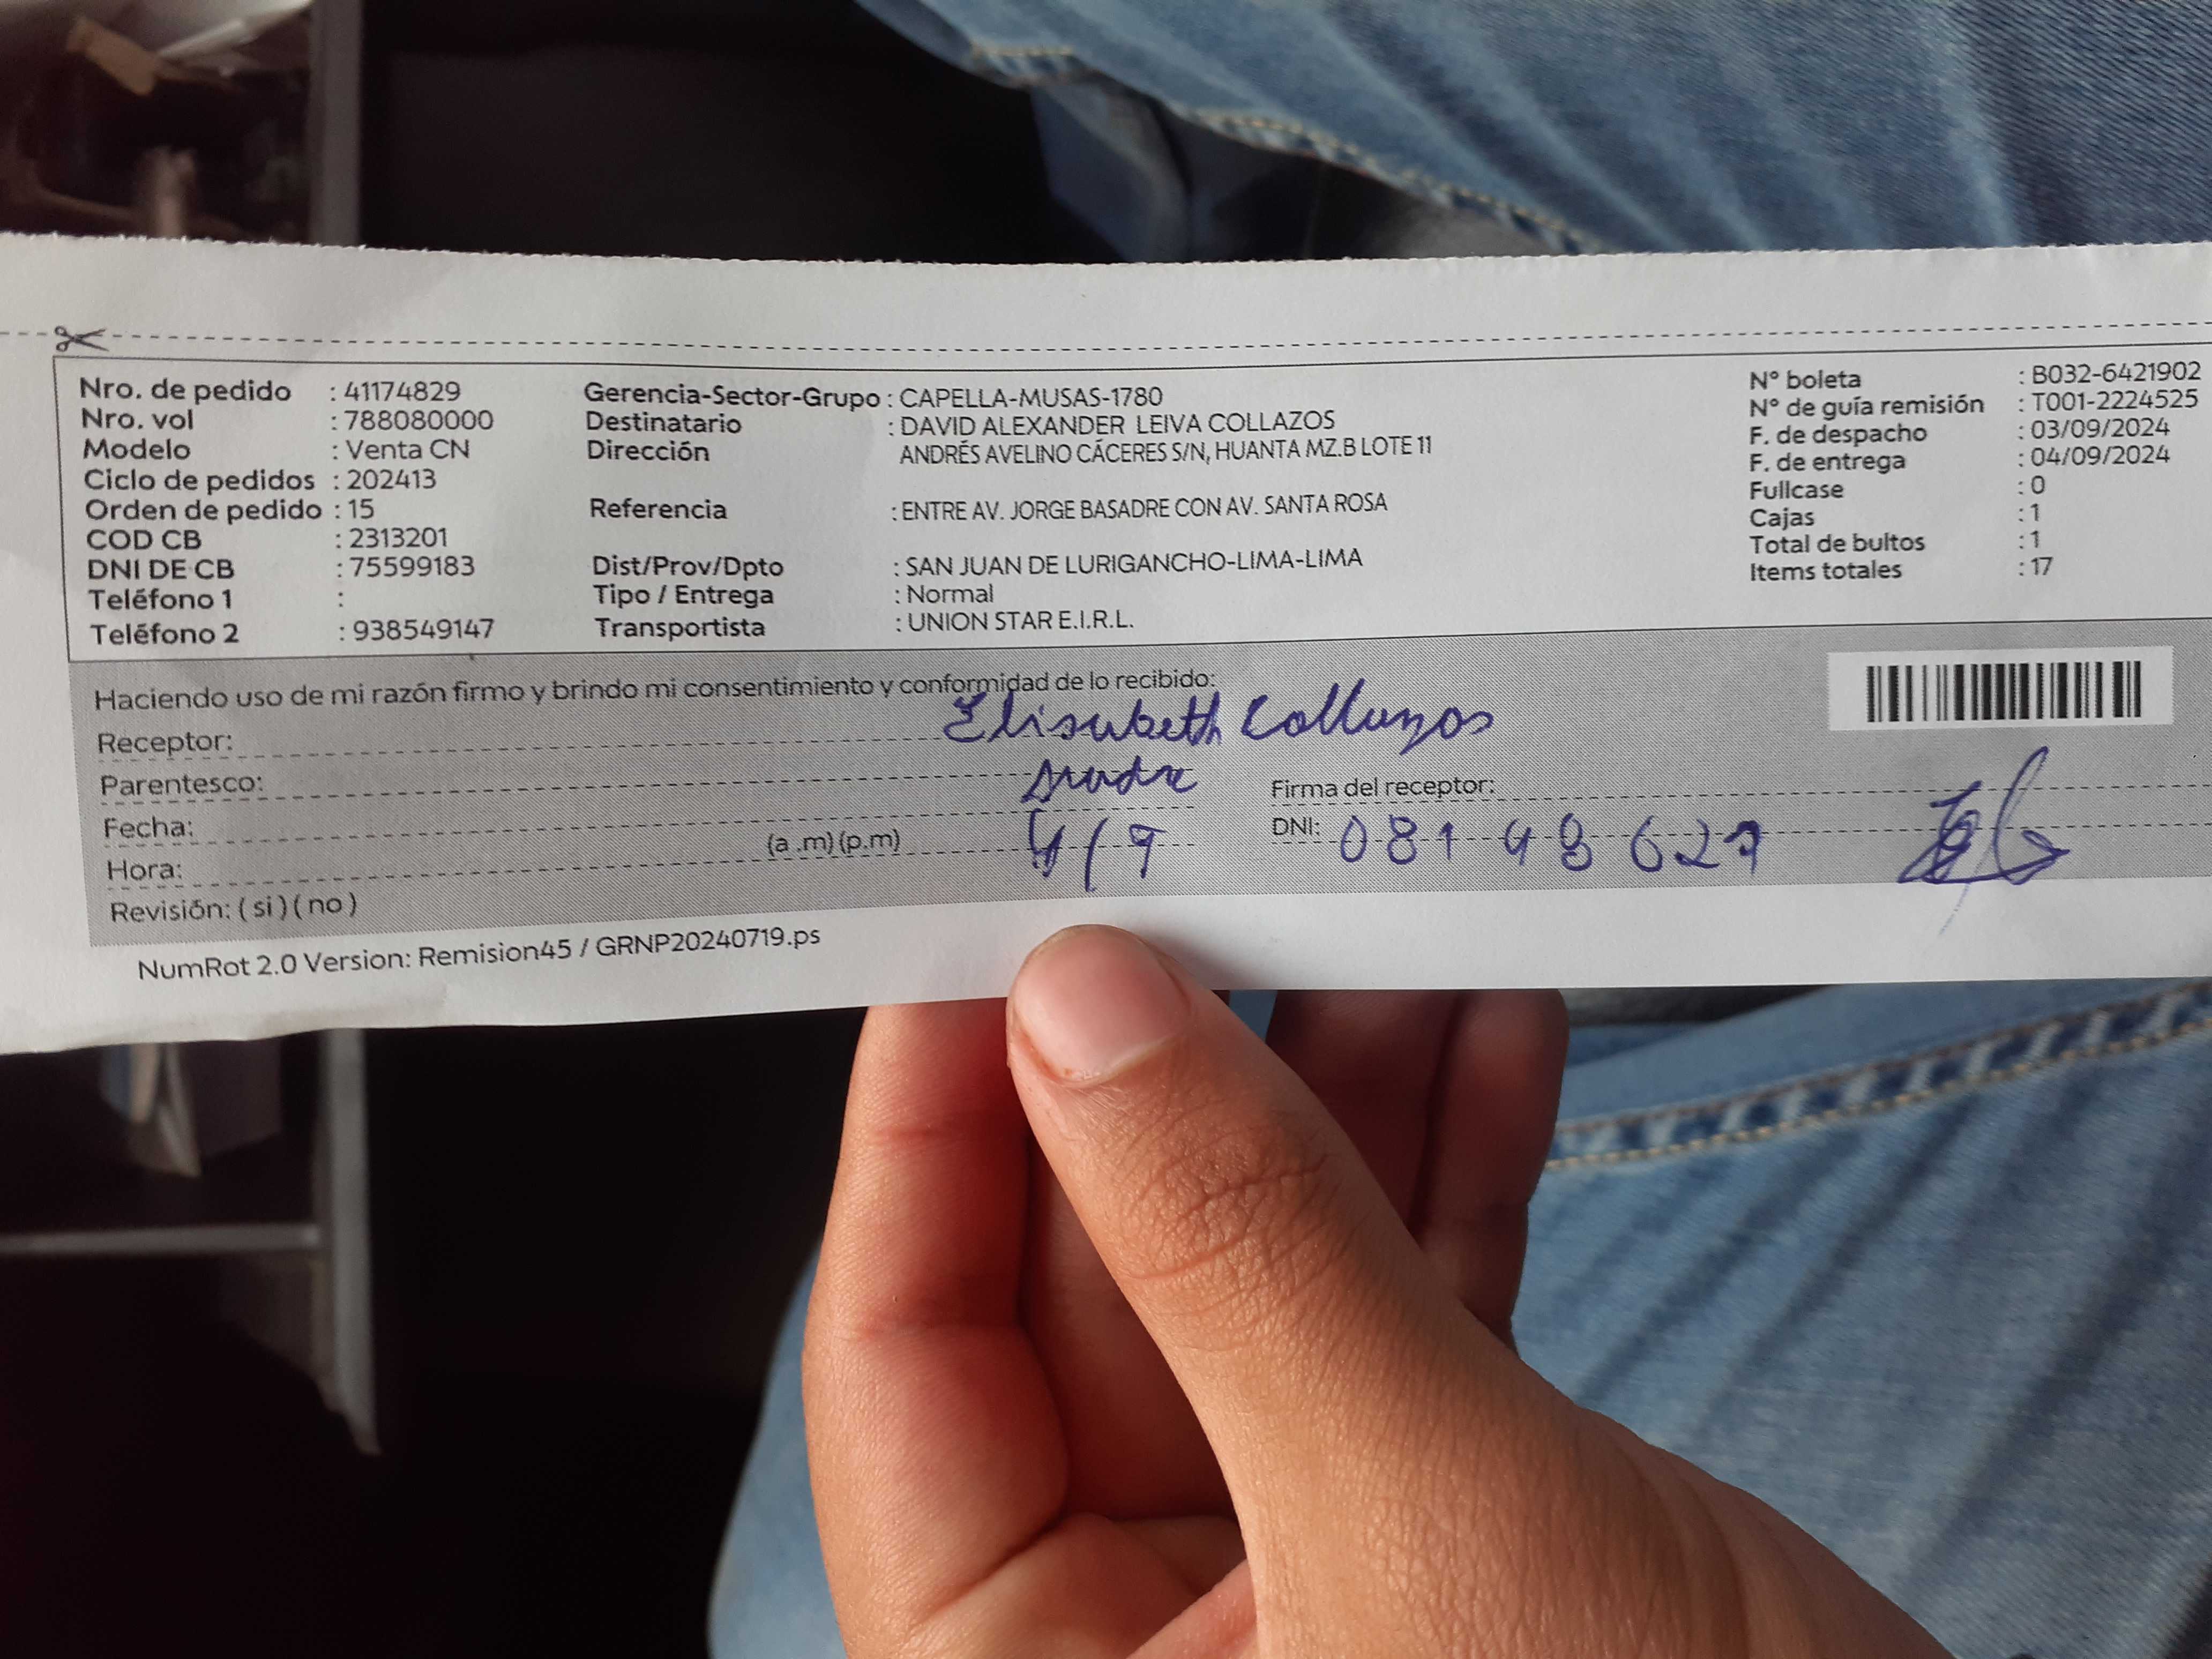 Nro. de pedido : 41174829
Nro. vol : 788080000
Modelo : Venta CN
Ciclo de pedidos : 202413
Orden de pedido : 15
COD CB : 2313201
DNI DE CB : 75599183
Teléfono 1 :
Teléfono 2 : 938549147
Gerencia-Sector-Grupo : CAPELLA-MUSAS-1780
Destinatario : DAVID ALEXANDER LEIVA COLLAZOS
Dirección ANDRÉS AVELINO CÁCERES S/N, HUANTA MZ.B LOTE 11
Referencia : ENTRE AV. JORGE BASADRE CON AV. SANTA ROSA
Dist/Prov/Dpto : SAN JUAN DE LURIGANCHO-LIMA-LIMA
Tipo / Entrega : Normal
Transportista : UNION STAR E.I.R.L.
N° boleta : B032-6421902
N° de guía remisión : T001-2224525
F. de despacho : 03/09/2024
F. de entrega : 04/09/2024
Fullcase : 0
Cajas : 1
Total de bultos : 1
Items totales : 17
Haciendo uso de mi razón firmo y brindo mi consentimiento y conformidad de lo recibido:
Receptor: Elisabeth Collazos
Parentesco: Madre
Firma del receptor:
Fecha: 4/9
DNI: 08148627
Hora: (a .m) (p.m)
Revisión: ( si ) ( no )
NumRot 2.0 Version: Remision45 / GRNP20240719.ps